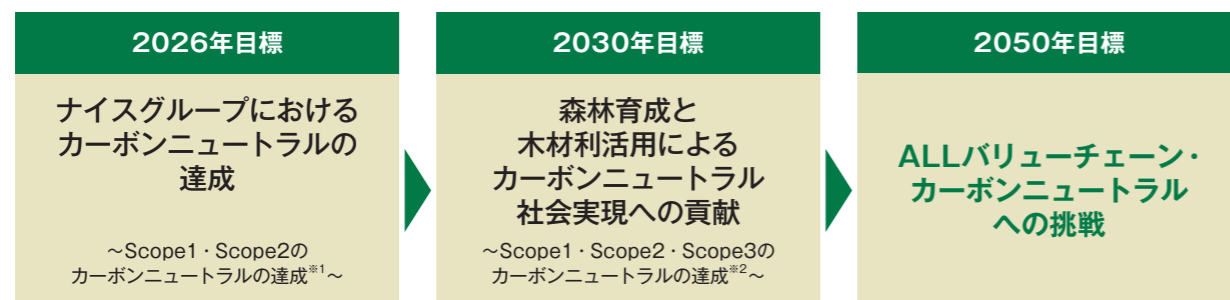 2026年目標
ナイスグループにおける
カーボンニュートラルの
達成
～Scope1・Scope2の
カーボンニュートラルの達成※1～
2030年目標
森林育成と
木材利活用による
カーボンニュートラル
社会実現への貢献
～Scope1・Scope2・Scope3の
カーボンニュートラルの達成※2～
2050年目標
ALLバリューチェーン・
カーボンニュートラル
への挑戦